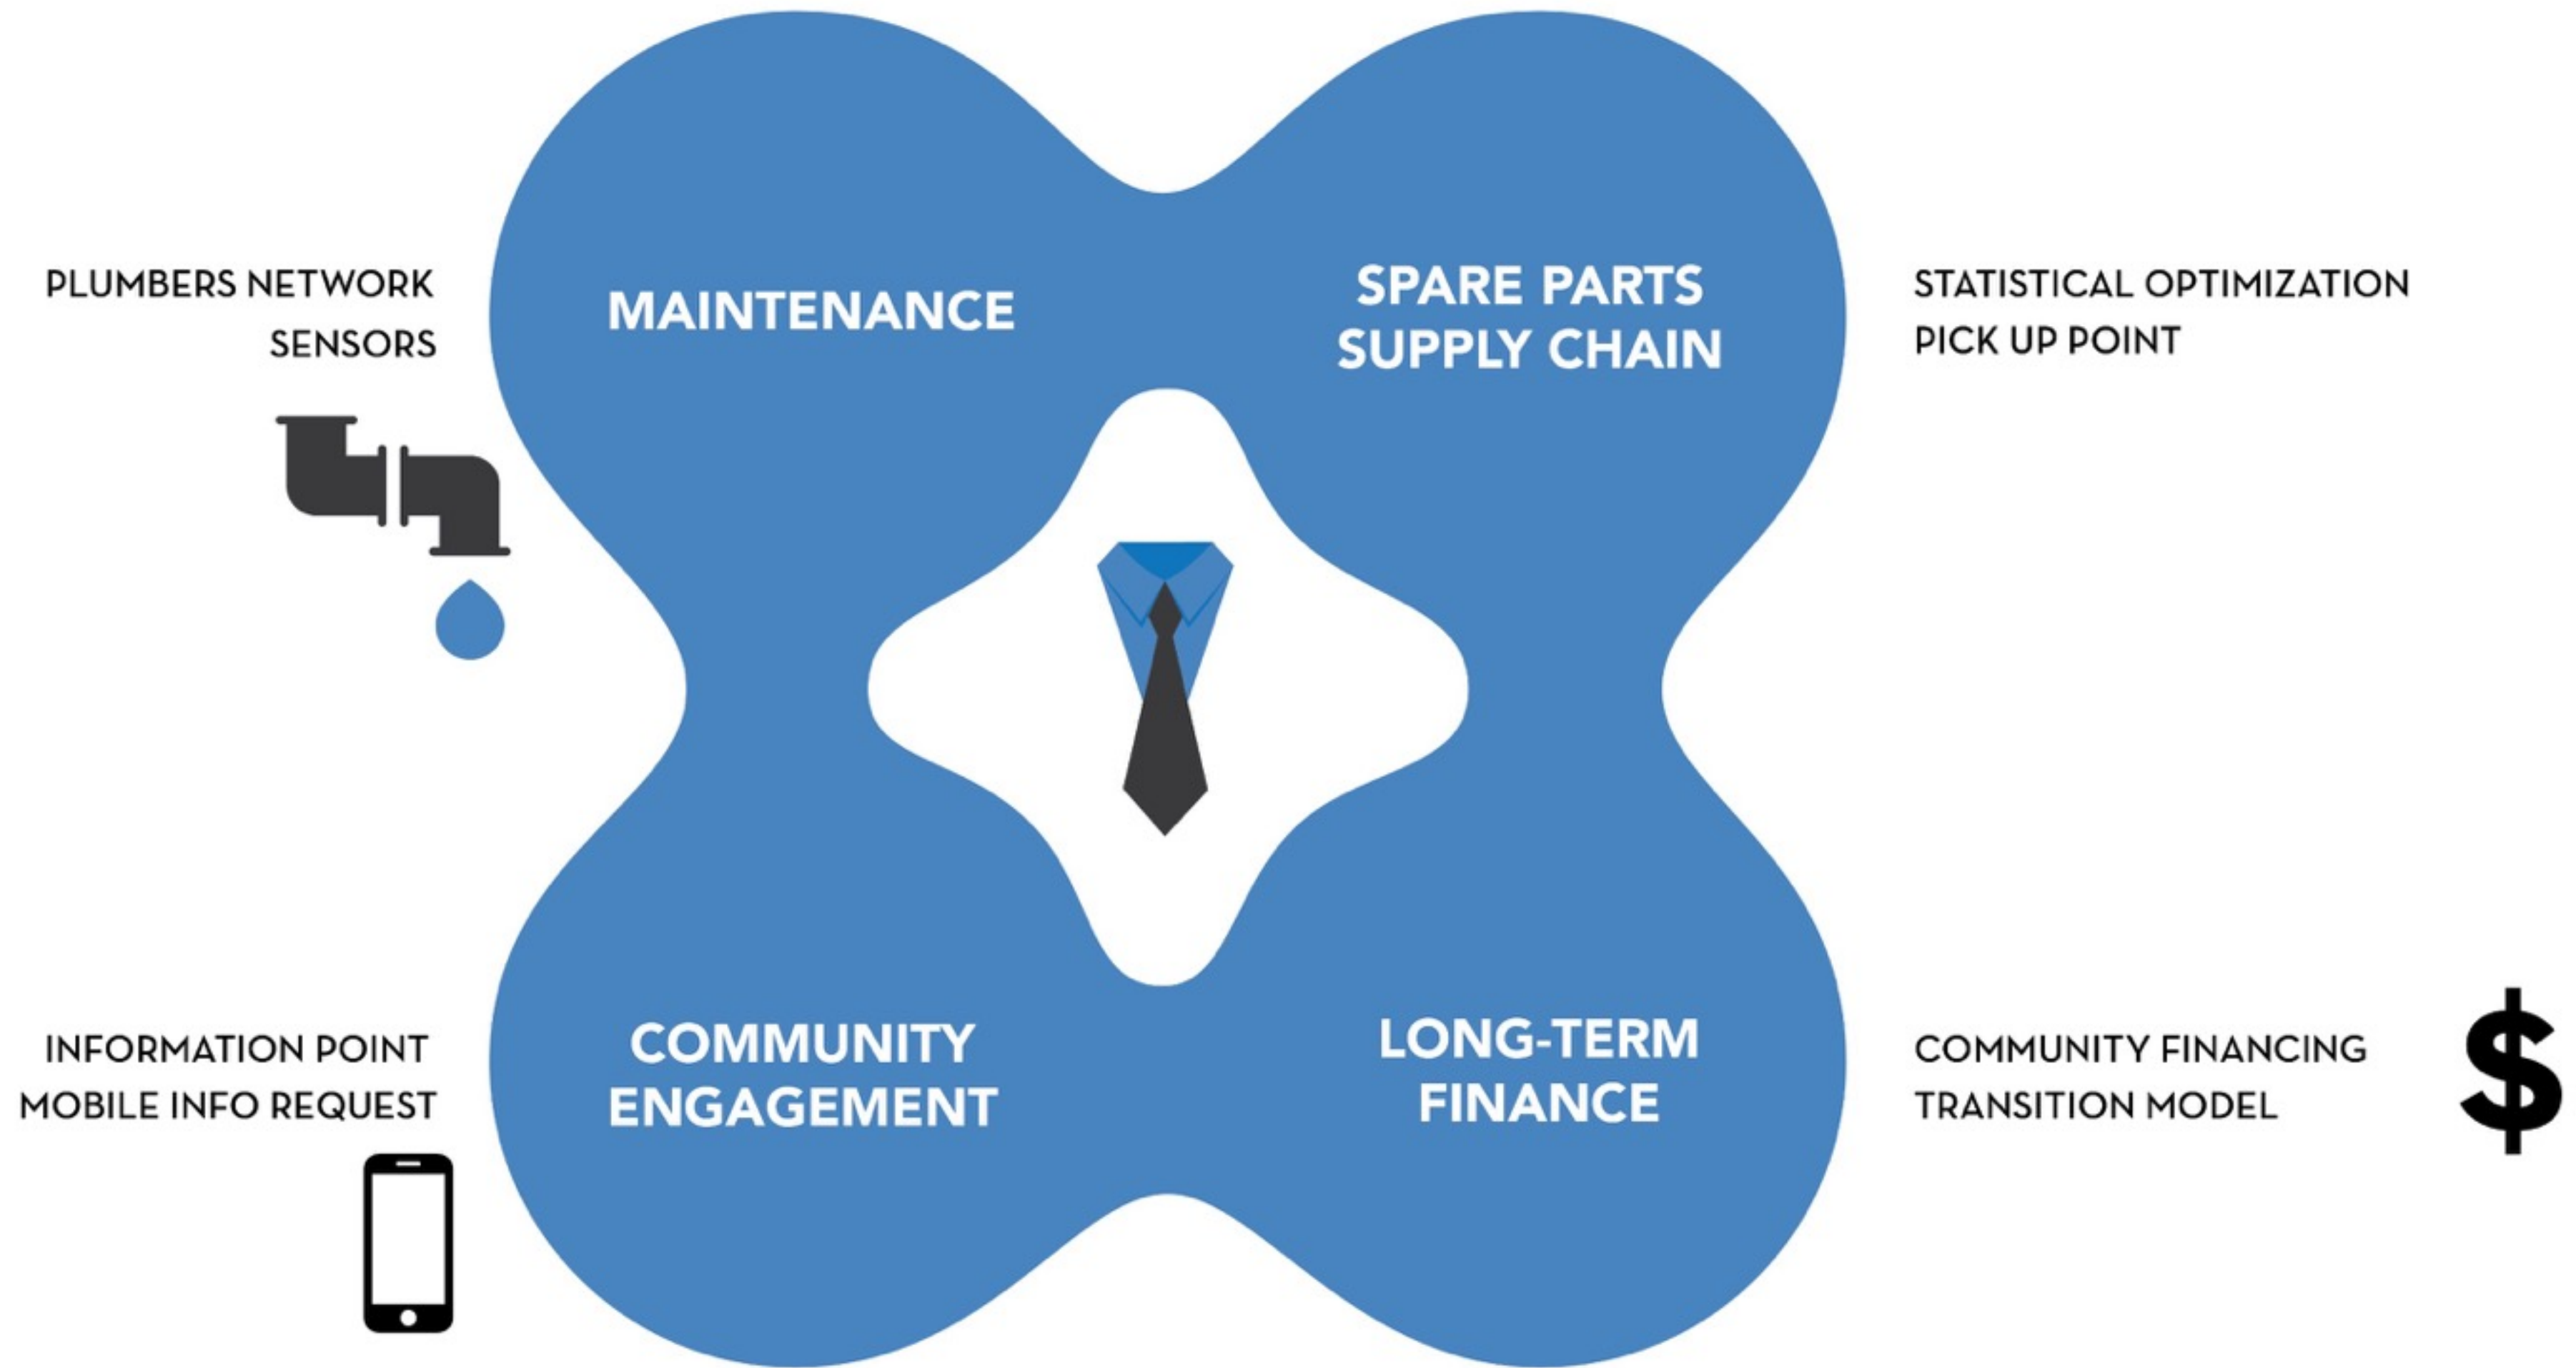 PLUMBERS NETWORK
SENSORS
MAINTENANCE
SPARE PARTS
SUPPLY CHAIN
STATISTICAL OPTIMIZATION
PICK UP POINT
INFORMATION POINT
MOBILE INFO REQUEST
COMMUNITY
ENGAGEMENT
LONG-TERM
FINANCE
COMMUNITY FINANCING
TRANSITION MODEL
$